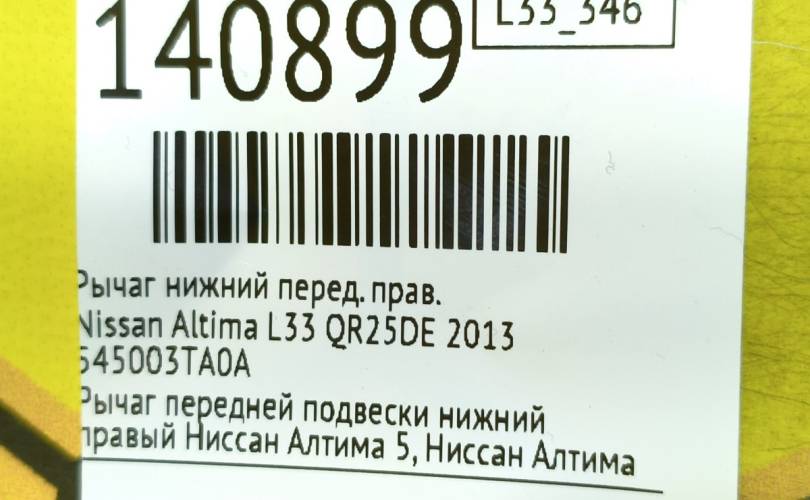 140899
L33_346
Рычаг нижний перед. прав.
Nissan Altima L33 QR25DE 2013
545003TA0A
Рычаг передней подвески нижний
правый Ниссан Алтима 5, Ниссан Алтима